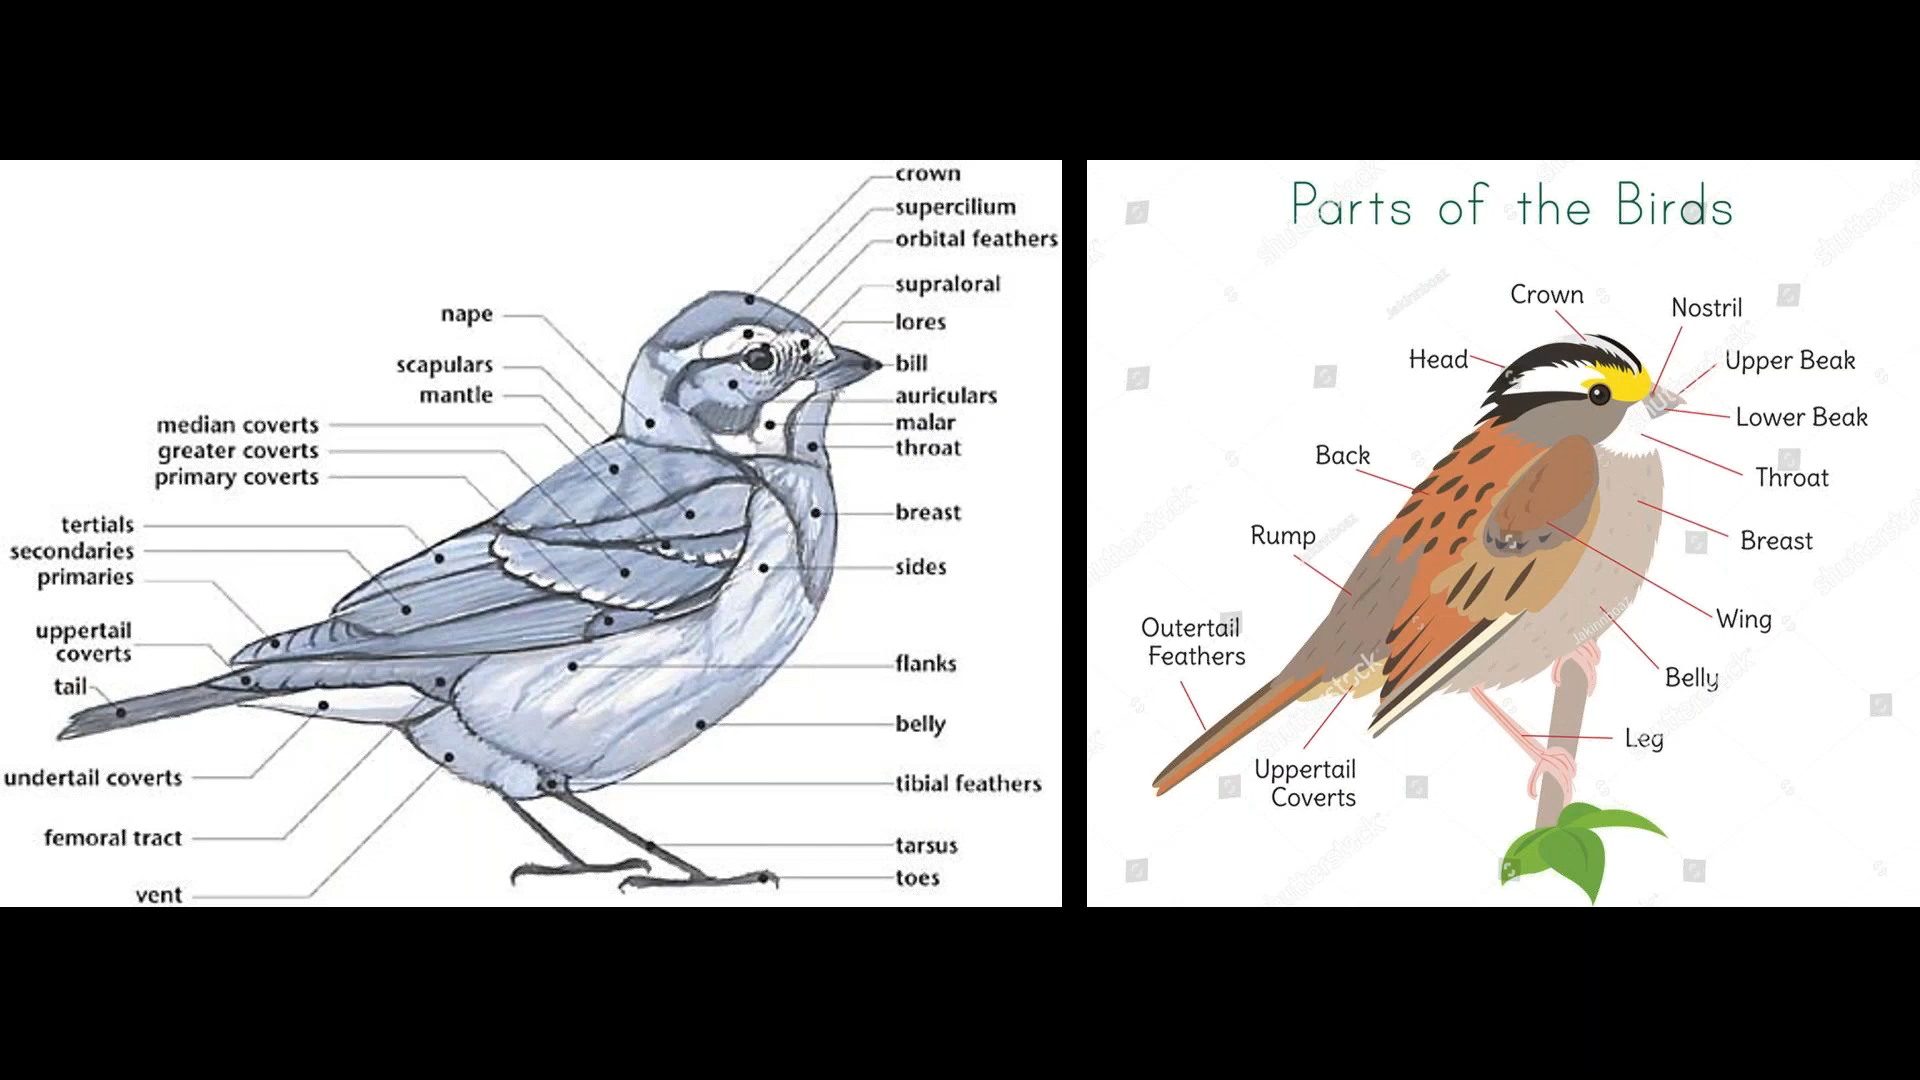 crown
supercilium
orbital feathers
supraloral
lores
bill
auriculars
malar
throat
breast
sides
flanks
belly
tibial feathers
tarsus
toes
nape
scapulars
mantle
median coverts
greater coverts
primary coverts
tertials
secondaries
primaries
uppertail
coverts
tail
undertail coverts
femoral tract
vent
Parts of the Birds
Crown
Nostril
Head
Upper Beak
Lower Beak
Back
Throat
Rump
Breast
Wing
Outertail
Feathers
Belly
Leg
Uppertail
Coverts
shutterstock
Jakinnboaz